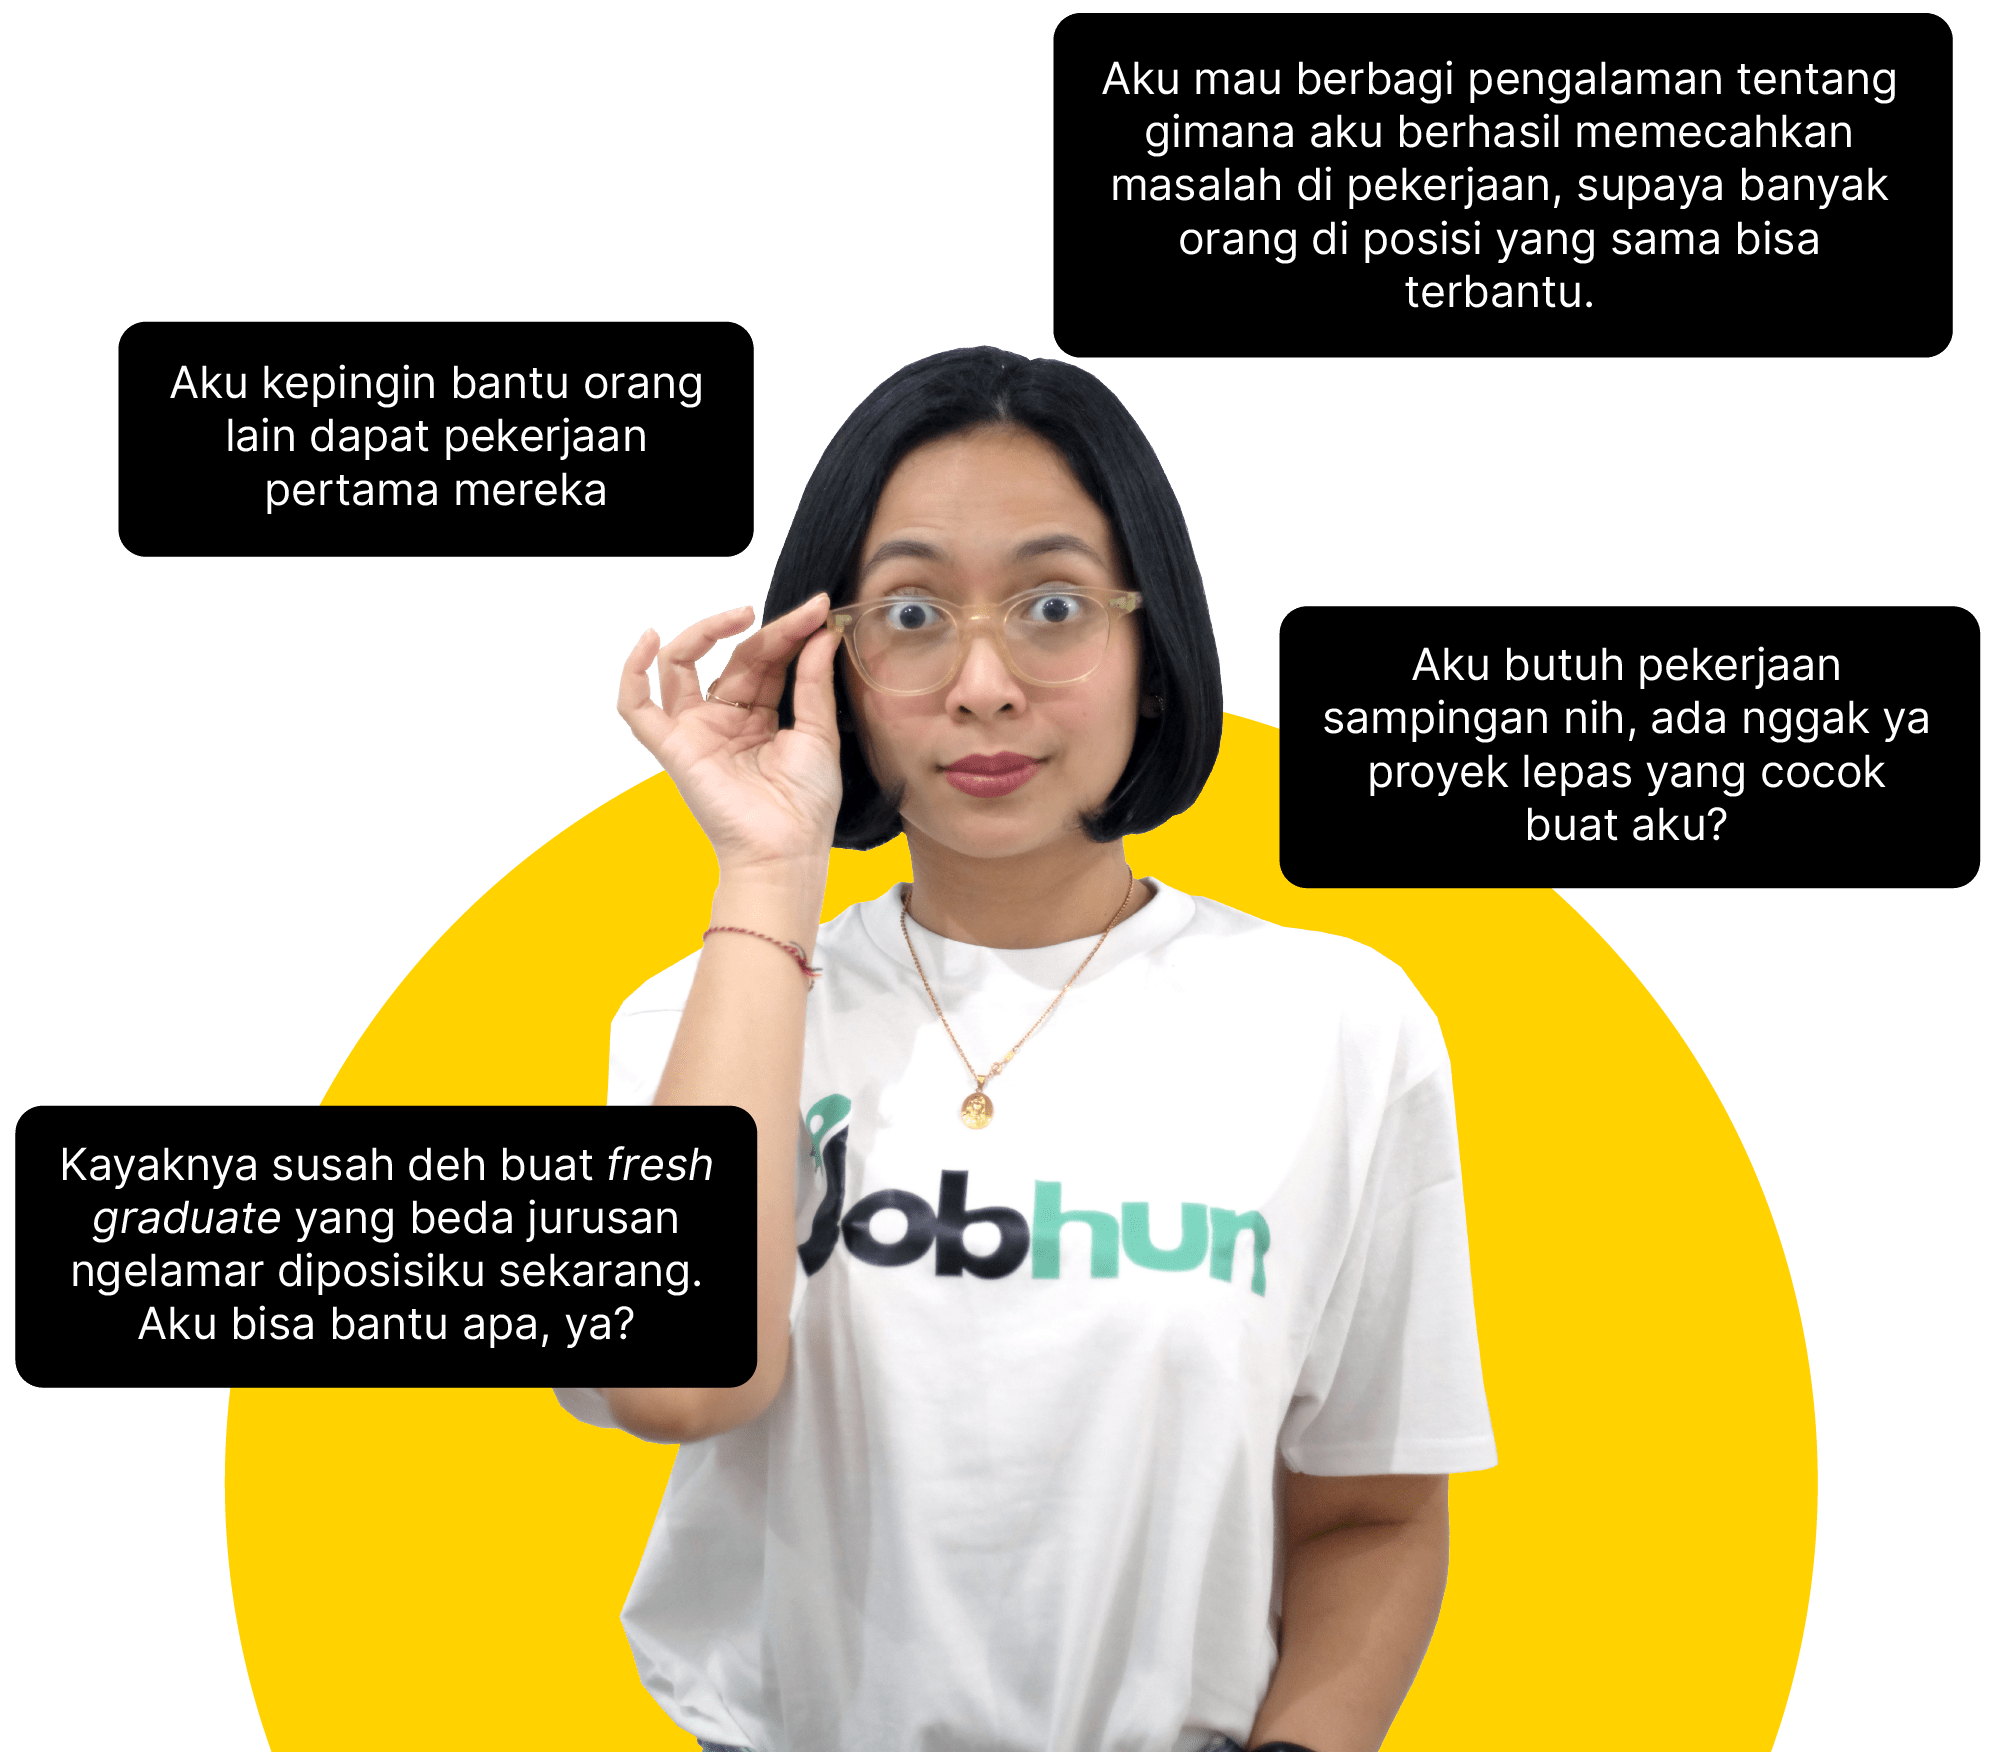 Aku mau berbagi pengalaman tentang
gimana aku berhasil memecahkan
masalah di pekerjaan, supaya banyak
orang di posisi yang sama bisa
terbantu.
Aku kepingin bantu orang
lain dapat pekerjaan
pertama mereka
Aku butuh pekerjaan
sampingan nih, ada nggak ya
proyek lepas yang cocok
buat aku?
Kayaknya susah deh buat fresh
graduate yang beda jurusan
ngelamar diposisiku sekarang.
Aku bisa bantu apa, ya?
Jobhun